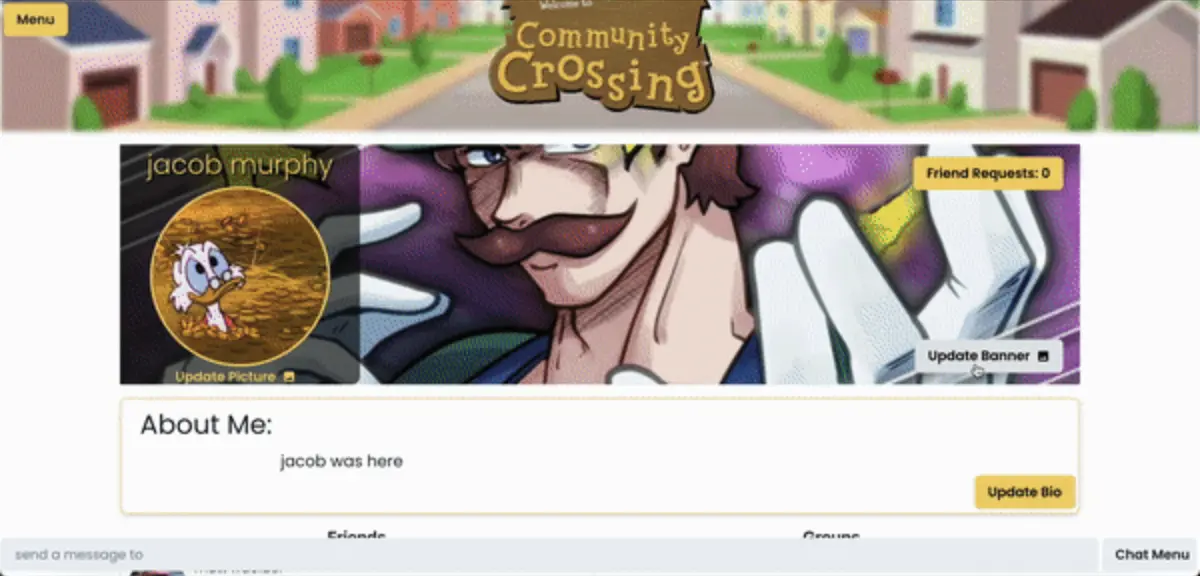 Menu
Welcome to
Community
Crossing
jacob murphy
Friend Requests: 0
Update Picture
Update Banner
About Me:
jacob was here
Update Bio
Friends
Groups
send a message to
Chat Menu